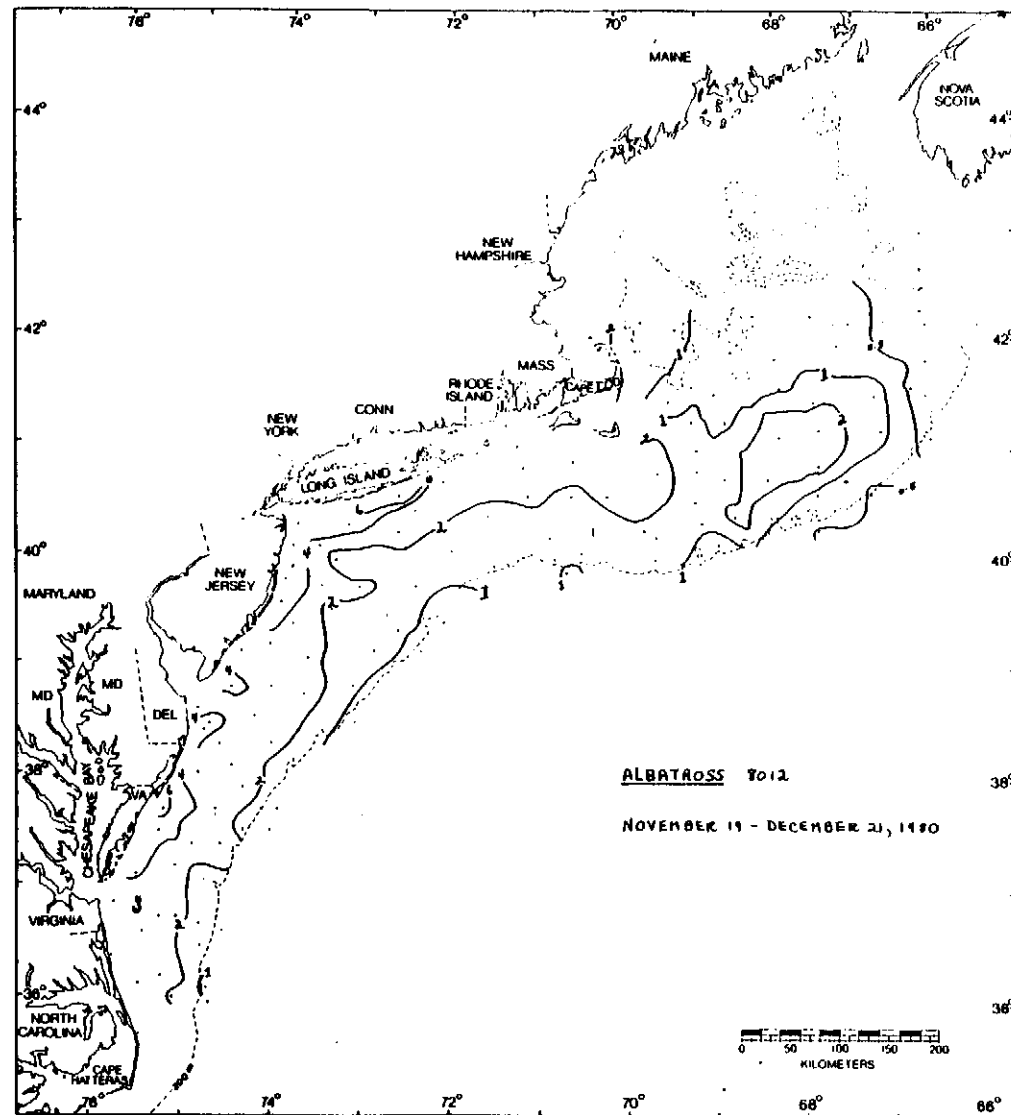 76° 74° 72° 70° 68° 66°
MAINE
NOVA
SCOTIA
44° 44°
NEW
HAMPSHIRE
42° 42°
MASS
RHODE
ISLAND
CAPE COD
CONN
NEW
YORK
LONG ISLAND
40° 40°
NEW
JERSEY
MARYLAND
MD
MD
DEL
38° 38°
CHESAPEAKE BAY
VA
ALBATROSS 8012
NOVEMBER 19 - DECEMBER 21, 1980
VIRGINIA
36° 36°
NORTH
CAROLINA
CAPE
HATTERAS
200 m
0 50 100 150 200
KILOMETERS
76° 74° 72° 70° 68° 66°